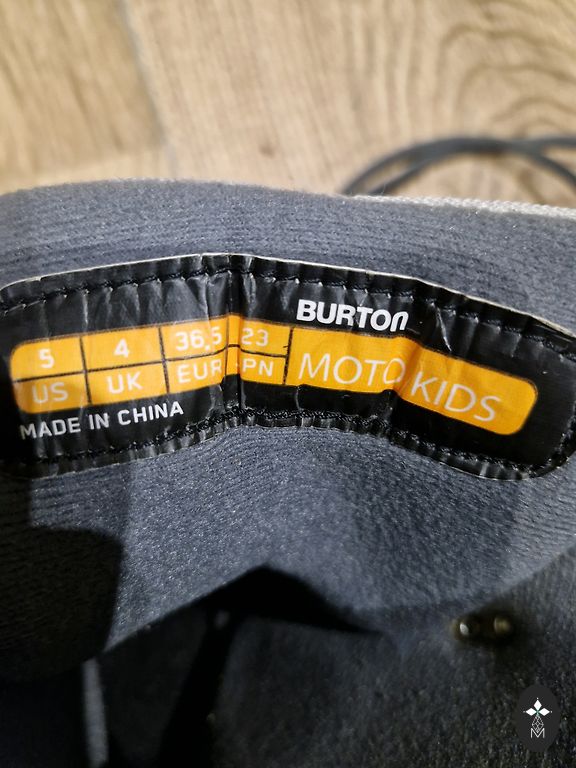 BURTON
5 4 36,5 23 MOTO KIDS
US UK EUR JPN
MADE IN CHINA
M